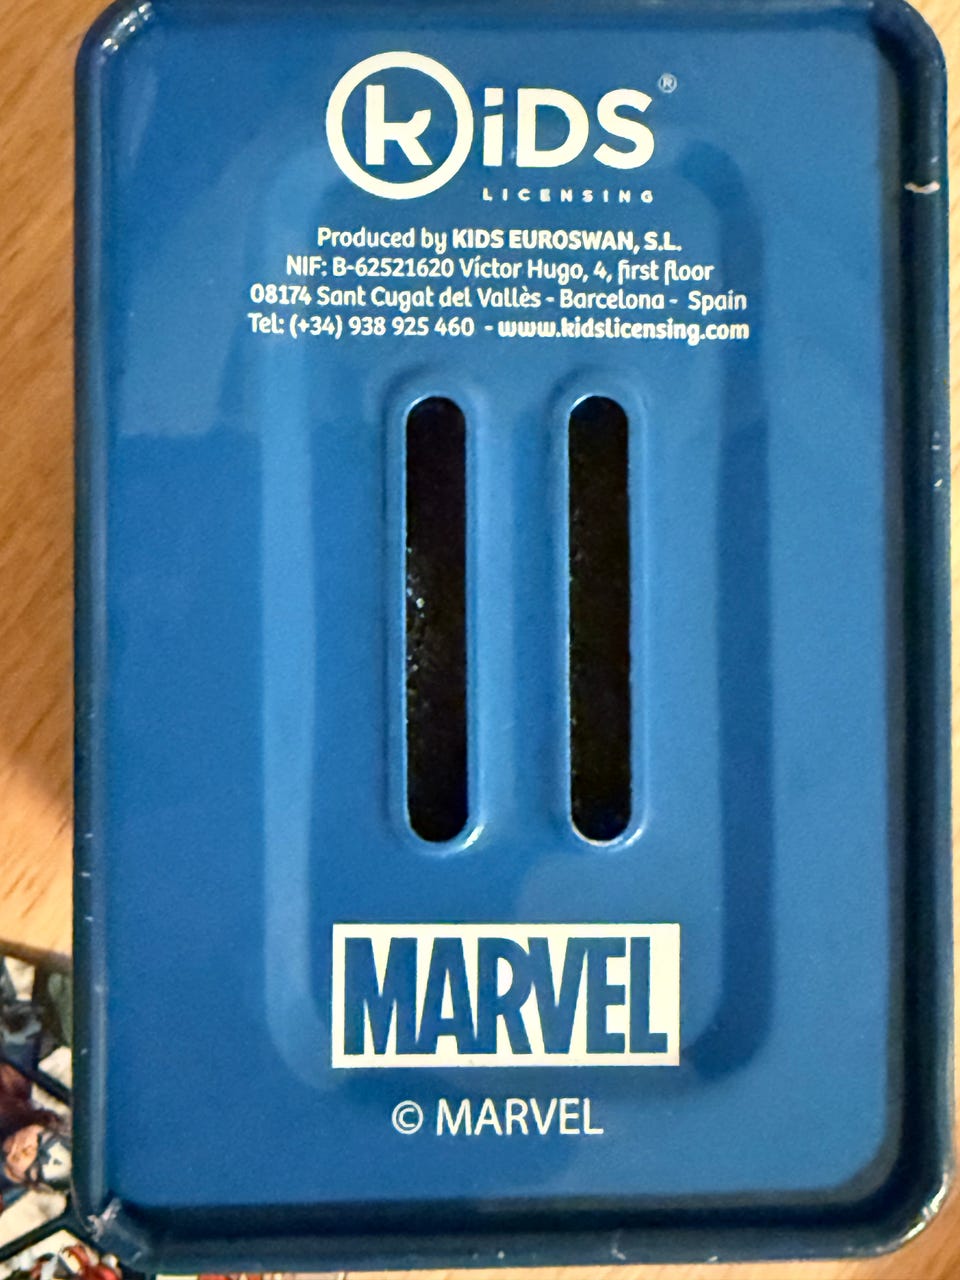 KiDS®
LICENSING
Produced by KIDS EUROSWAN, S.L.
NIF: B-62521620 Víctor Hugo, 4, first floor
08174 Sant Cugat del Vallès - Barcelona - Spain
Tel: (+34) 938 925 460 - www.kidslicensing.com
MARVEL
© MARVEL